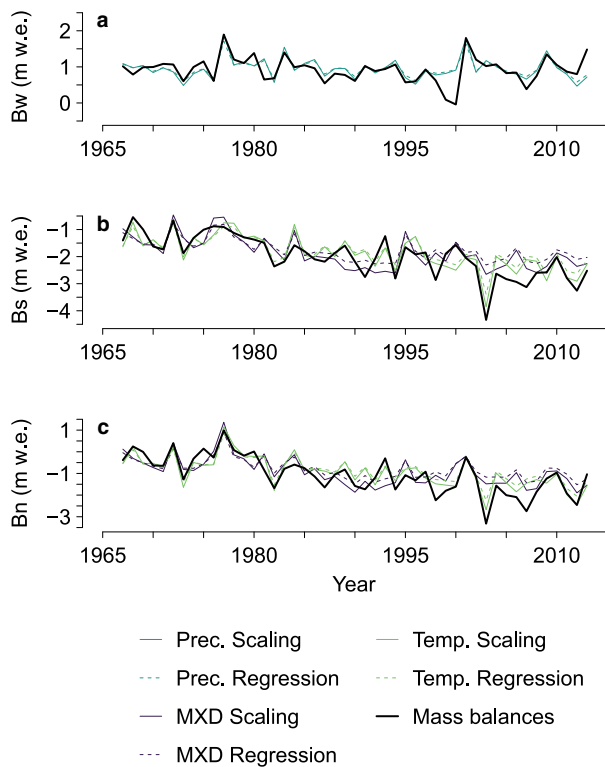 a
Bw (m w.e.)
2
1
0
1965 1980 1995 2010
b
Bs (m w.e.)
−1
−2
−3
−4
1965 1980 1995 2010
c
Bn (m w.e.)
1
−1
−3
1965 1980 1995 2010
Year
Prec. Scaling
Prec. Regression
MXD Scaling
MXD Regression
Temp. Scaling
Temp. Regression
Mass balances